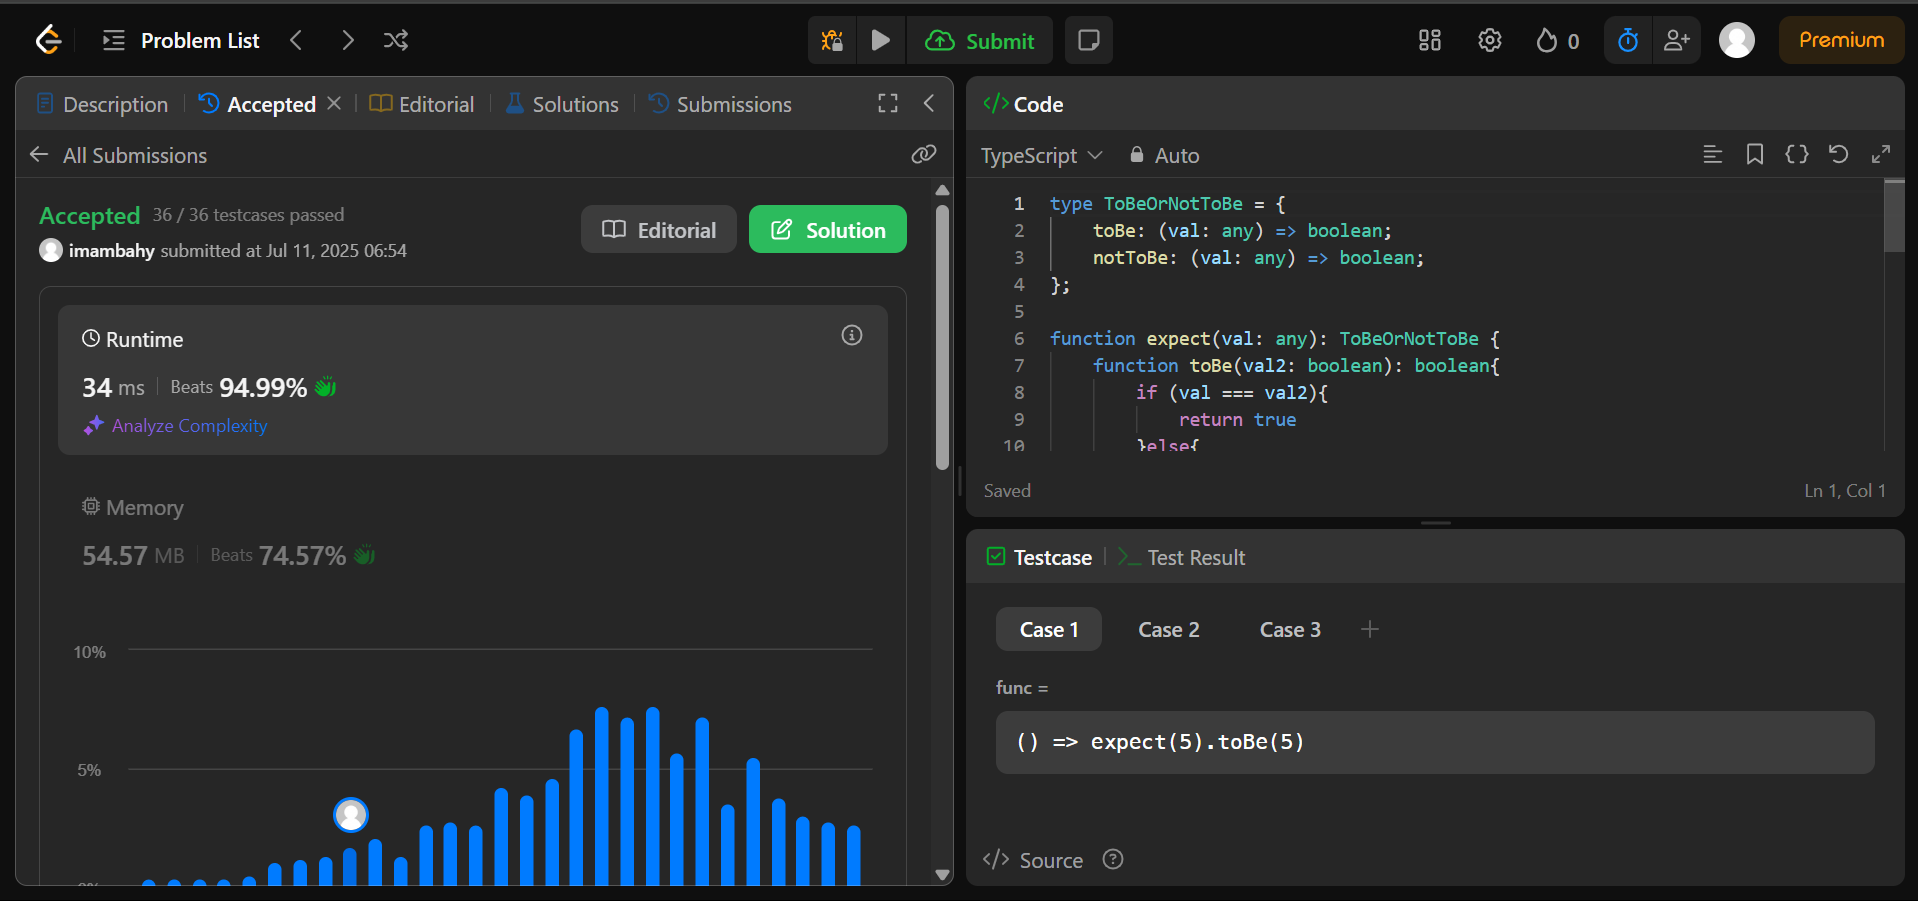 Problem List
Submit
0
Premium
Description
Accepted
Editorial
Solutions
Submissions
All Submissions
Accepted 36 / 36 testcases passed
imambahy submitted at Jul 11, 2025 06:54
Editorial
Solution
Runtime
34 ms Beats 94.99%
Analyze Complexity
Memory
54.57 MB Beats 74.57%
10%
5%
0%
</> Code
TypeScript
Auto
1 type ToBeOrNotToBe = {
2 toBe: (val: any) => boolean;
3 notToBe: (val: any) => boolean;
4 };
5
6 function expect(val: any): ToBeOrNotToBe {
7 function toBe(val2: boolean): boolean{
8 if (val === val2){
9 return true
10 }else{
Saved
Ln 1, Col 1
Testcase
>_ Test Result
Case 1
Case 2
Case 3
func =
() => expect(5).toBe(5)
</> Source